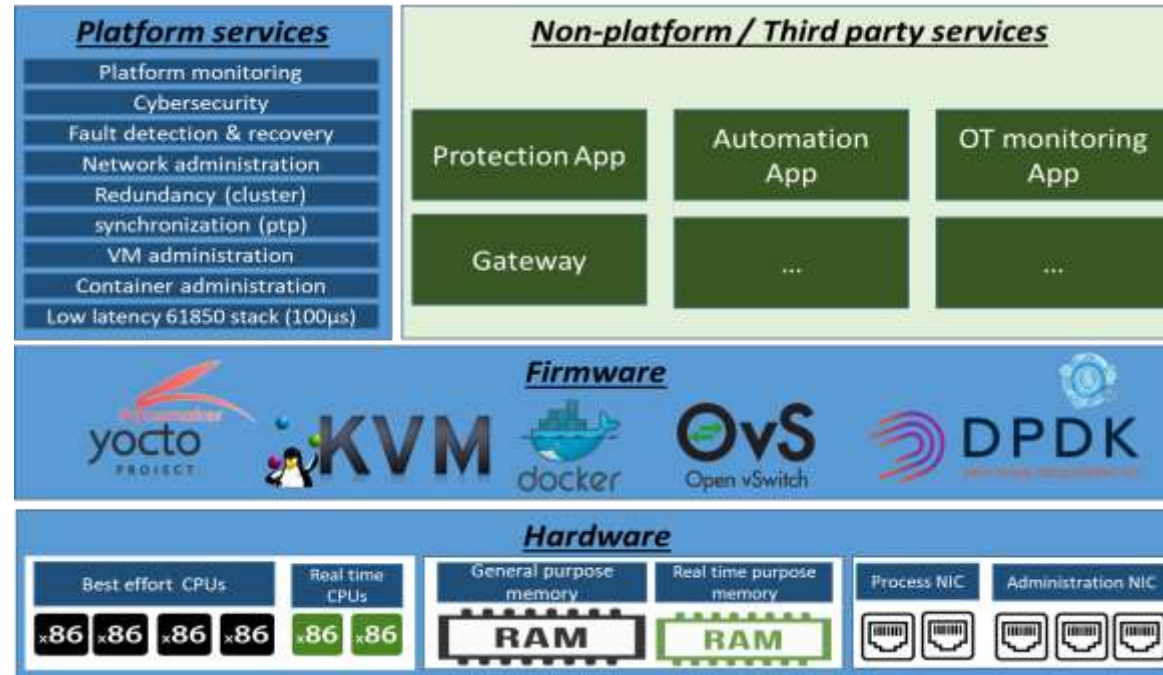 Platform services
Platform monitoring
Cybersecurity
Fault detection & recovery
Network administration
Redundancy (cluster)
synchronization (ptp)
VM administration
Container administration
Low latency 61850 stack (100µs)
Non-platform / Third party services
Protection App
Automation
App
OT monitoring
App
Gateway
...
...
Firmware
yocto
PROJECT
KVM
docker
OvS
Open vSwitch
DPDK
Hardware
Best effort CPUs
Real time
CPUs
x86 x86 x86 x86
x86 x86
General purpose
memory
RAM
Real time purpose
memory
RAM
Process NIC
Administration NIC